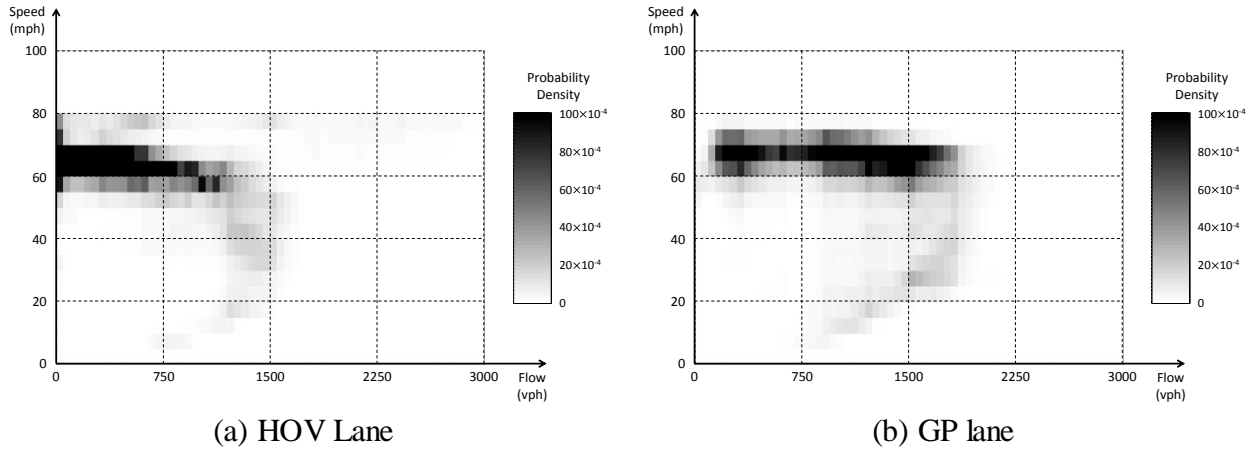 Speed
(mph)
100
80
60
40
20
0
0
750
1500
2250
3000
Flow
(vph)
Probability
Density
100×10⁻⁴
80×10⁻⁴
60×10⁻⁴
40×10⁻⁴
20×10⁻⁴
0
(a) HOV Lane
Speed
(mph)
100
80
60
40
20
0
0
750
1500
2250
3000
Flow
(vph)
Probability
Density
100×10⁻⁴
80×10⁻⁴
60×10⁻⁴
40×10⁻⁴
20×10⁻⁴
0
(b) GP lane